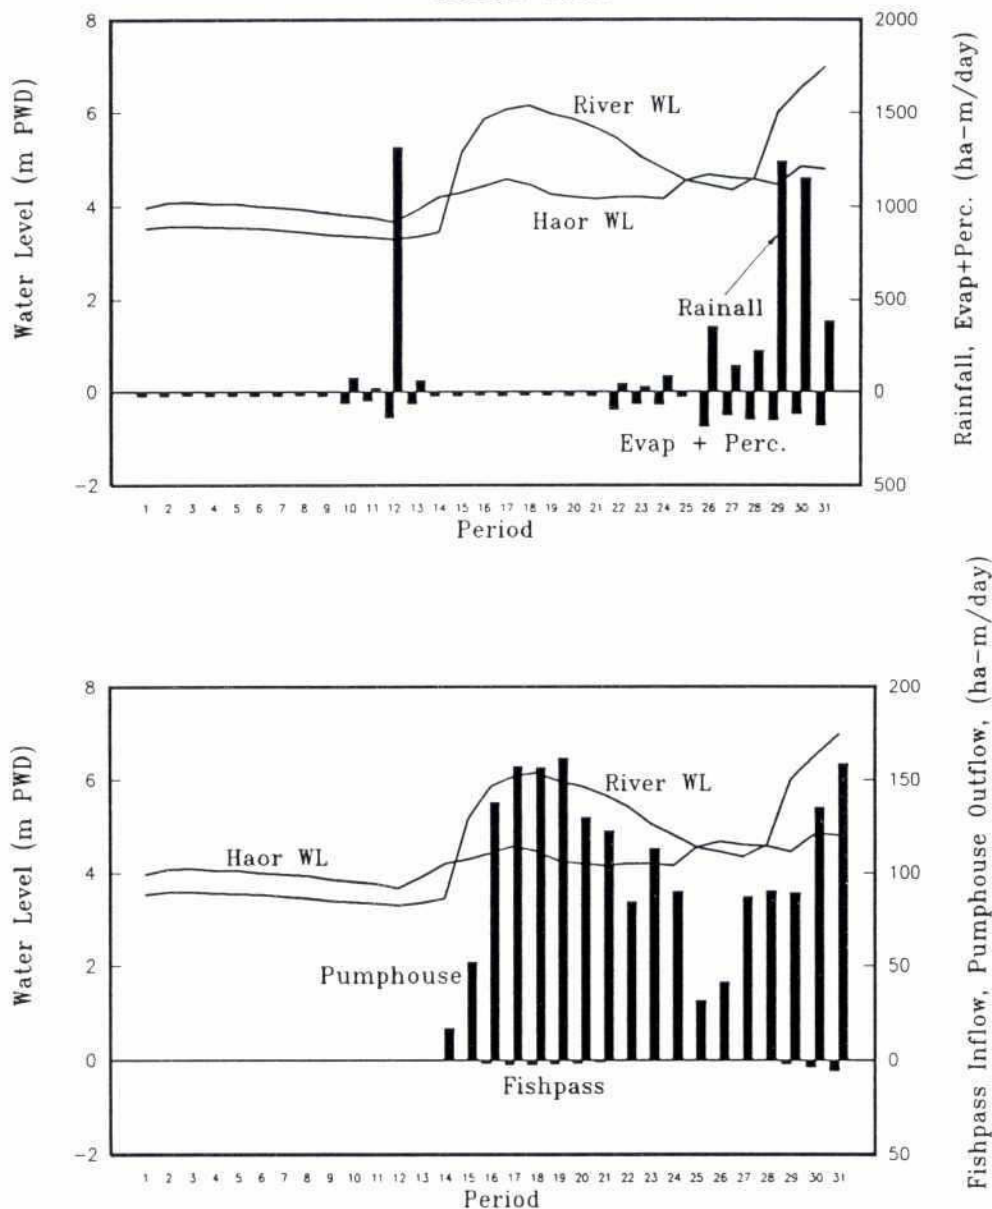 8
2000
6
1500
4
1000
2
500
0
0
-2
500
Water Level (m PWD)
Rainfall, Evap+Perc. (ha-m/day)
River WL
Haor WL
Rainall
Evap + Perc.
1 2 3 4 5 6 7 8 9 10 11 12 13 14 15 16 17 18 19 20 21 22 23 24 25 26 27 28 29 30 31
Period
8
200
6
150
4
100
2
50
0
0
-2
50
Water Level (m PWD)
Fishpass Inflow, Pumphouse Outflow, (ha-m/day)
River WL
Haor WL
Pumphouse
Fishpass
1 2 3 4 5 6 7 8 9 10 11 12 13 14 15 16 17 18 19 20 21 22 23 24 25 26 27 28 29 30 31
Period